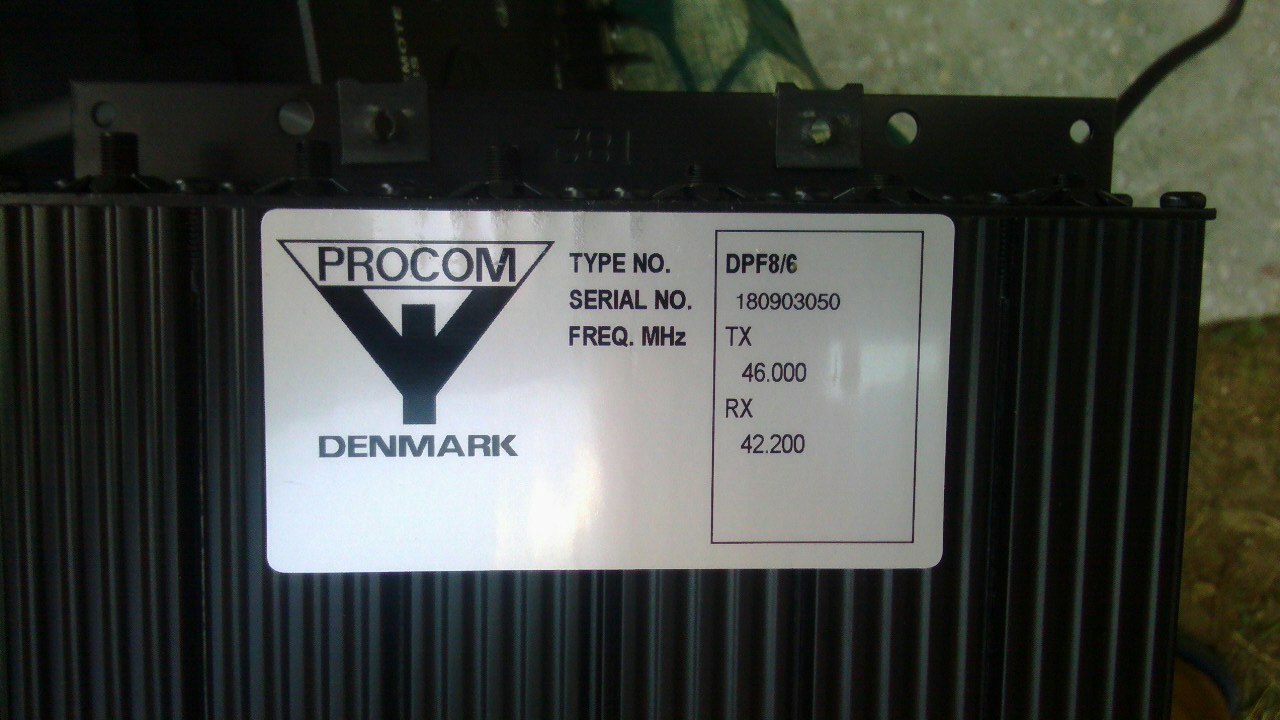 PROCOM
DENMARK
TYPE NO. DPF8/6
SERIAL NO. 180903050
FREQ. MHz TX
46.000
RX
42.200